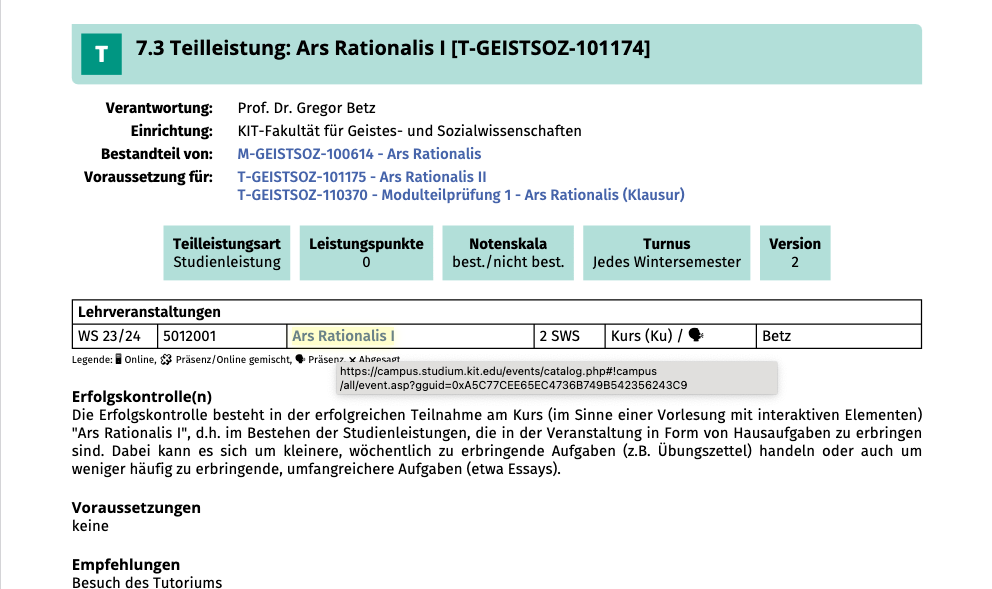 T
7.3 Teilleistung: Ars Rationalis I [T-GEISTSOZ-101174]
Verantwortung: Prof. Dr. Gregor Betz
Einrichtung: KIT-Fakultät für Geistes- und Sozialwissenschaften
Bestandteil von: M-GEISTSOZ-100614 - Ars Rationalis
Voraussetzung für: T-GEISTSOZ-101175 - Ars Rationalis II
T-GEISTSOZ-110370 - Modulteilprüfung 1 - Ars Rationalis (Klausur)
Teilleistungsart Leistungspunkte Notenskala Turnus Version
Studienleistung 0 best./nicht best. Jedes Wintersemester 2
Lehrveranstaltungen
WS 23/24 5012001 Ars Rationalis I 2 SWS Kurs (Ku) / 🗣 Betz
Legende: 🖥 Online, 🧩 Präsenz/Online gemischt, 🗣 Präsenz, x Abgesagt
https://campus.studium.kit.edu/events/catalog.php#!campus
/all/event.asp?gguid=0xA5C77CEE65EC4736B749B542356243C9
Erfolgskontrolle(n)
Die Erfolgskontrolle besteht in der erfolgreichen Teilnahme am Kurs (im Sinne einer Vorlesung mit interaktiven Elementen)
"Ars Rationalis I", d.h. im Bestehen der Studienleistungen, die in der Veranstaltung in Form von Hausaufgaben zu erbringen
sind. Dabei kann es sich um kleinere, wöchentlich zu erbringende Aufgaben (z.B. Übungszettel) handeln oder auch um
weniger häufig zu erbringende, umfangreichere Aufgaben (etwa Essays).
Voraussetzungen
keine
Empfehlungen
Besuch des Tutoriums